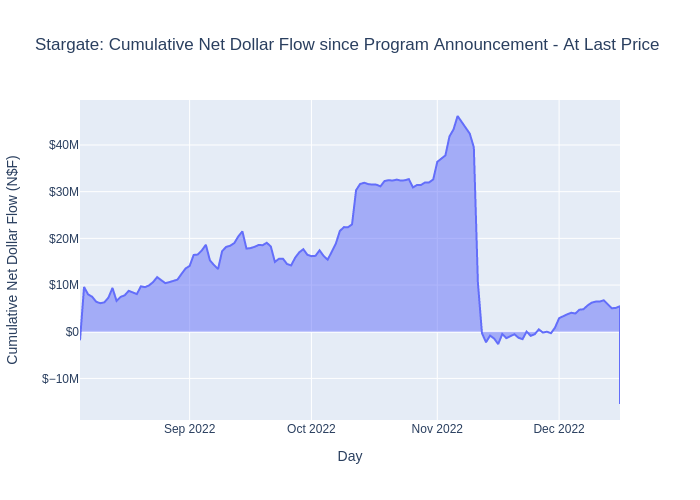 Stargate: Cumulative Net Dollar Flow since Program Announcement - At Last Price
Cumulative Net Dollar Flow (N$F)
$40M
$30M
$20M
$10M
$0
$−10M
Sep 2022
Oct 2022
Nov 2022
Dec 2022
Day